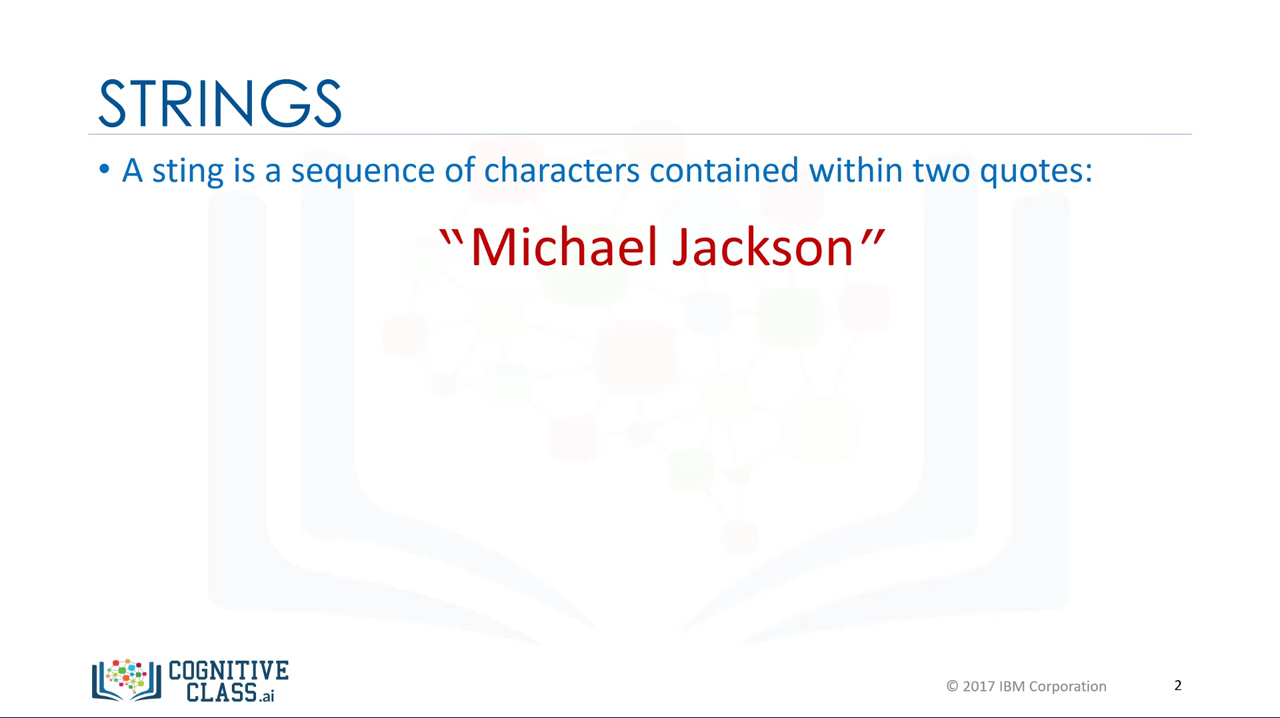 STRINGS
• A sting is a sequence of characters contained within two quotes:
‟Michael Jackson”
COGNITIVE
CLASS.ai
© 2017 IBM Corporation
2